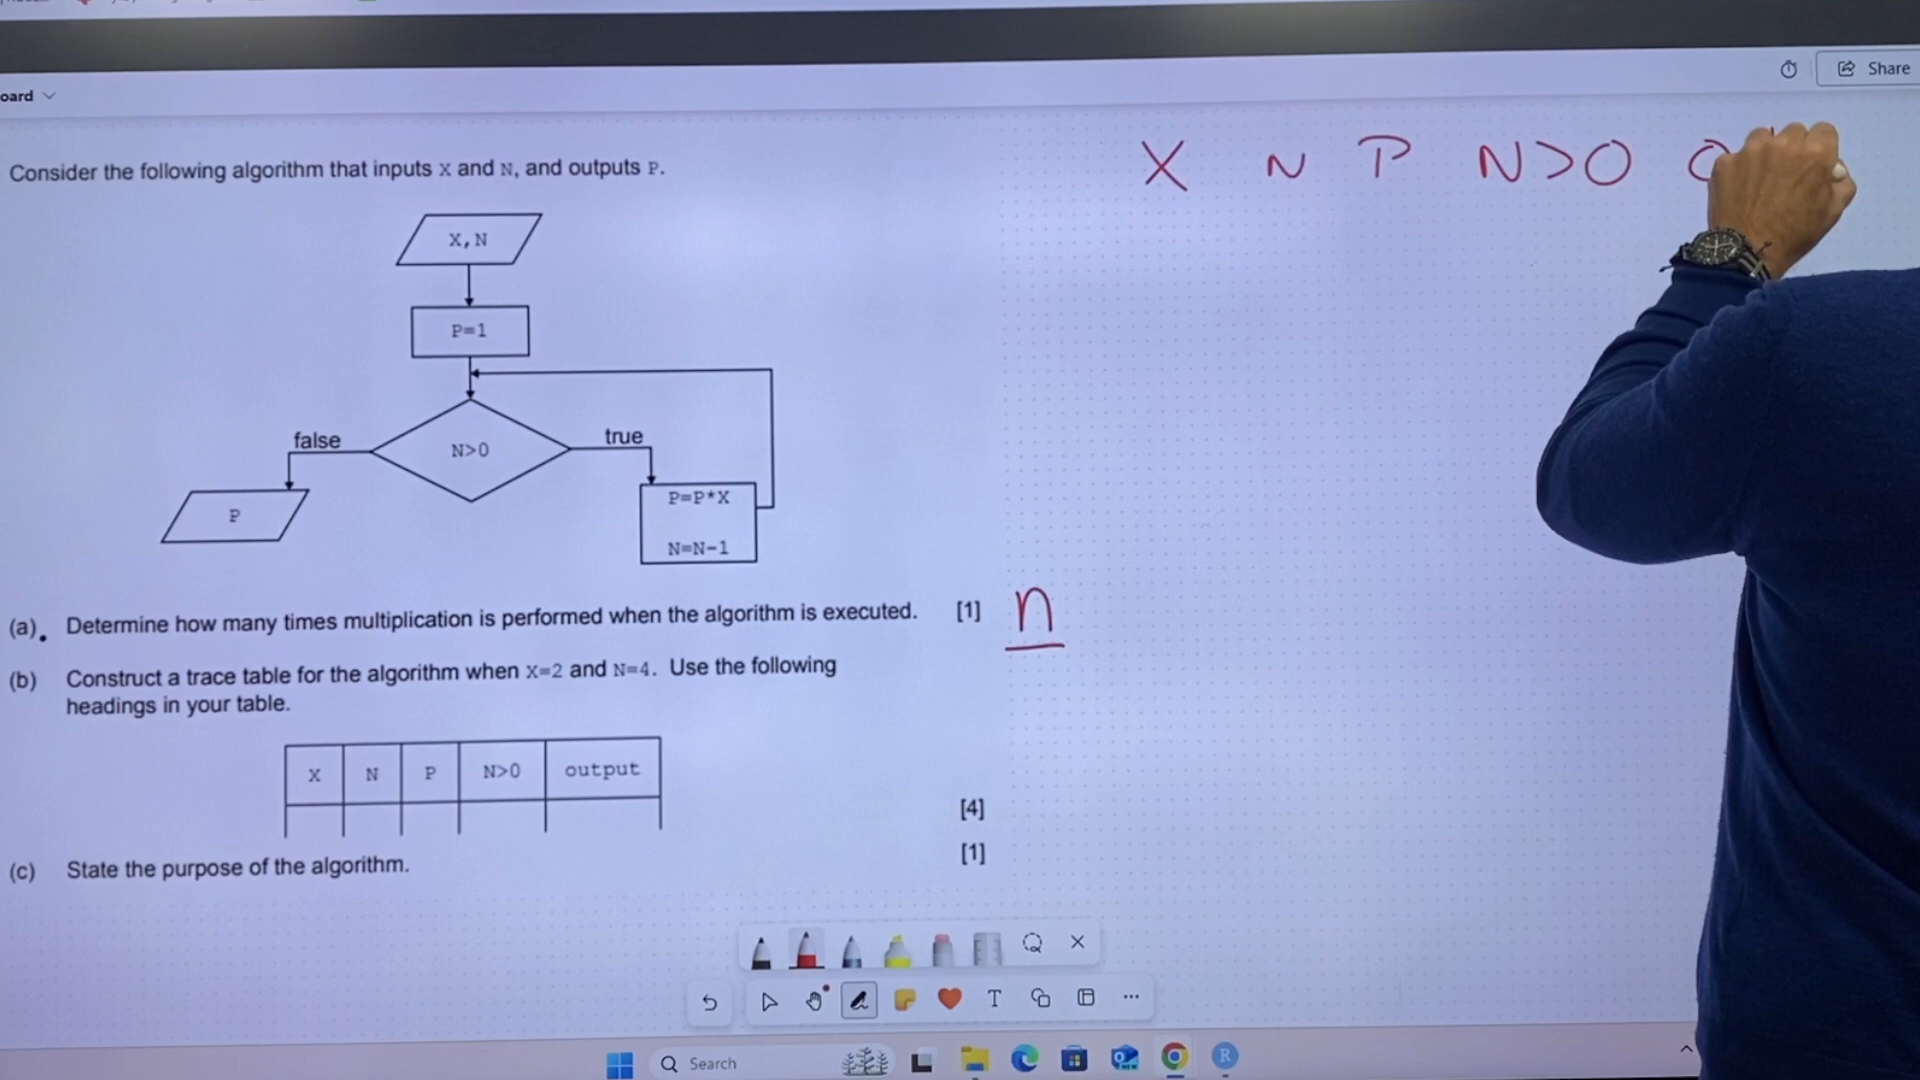 oard
Share
Consider the following algorithm that inputs X and N, and outputs P.
X N P N>0
X,N
P=1
false
N>0
true
P
P=P*X
N=N-1
(a). Determine how many times multiplication is performed when the algorithm is executed. [1] n
(b) Construct a trace table for the algorithm when X=2 and N=4. Use the following
headings in your table.
X N P N>0 output
[4]
(c) State the purpose of the algorithm. [1]
T
Search
R